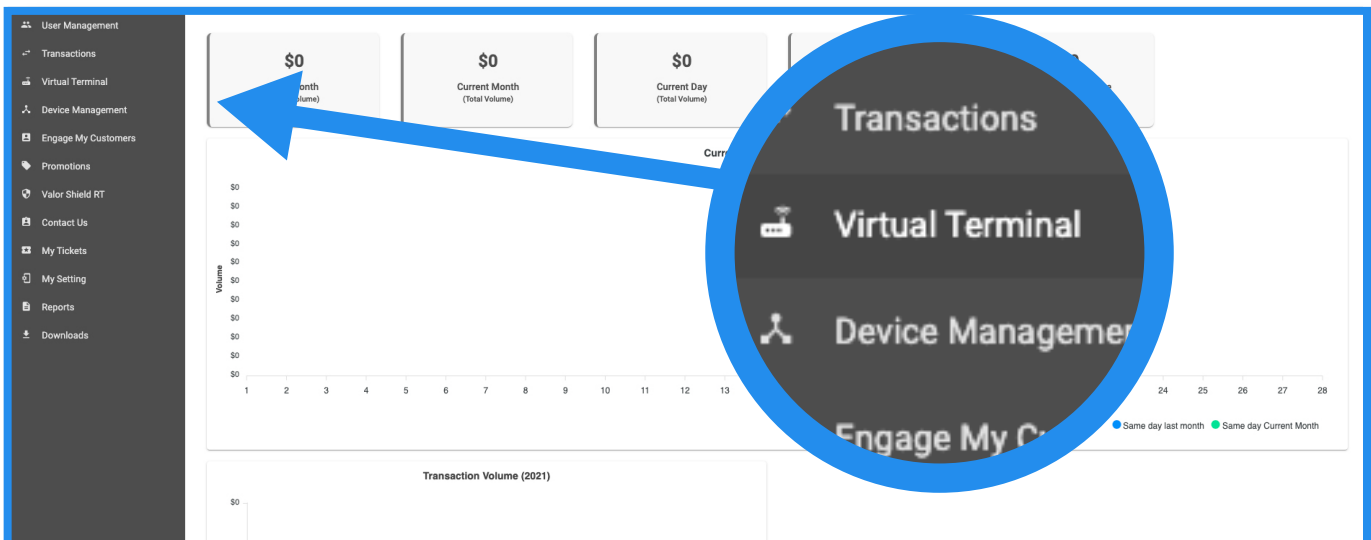 User Management
Transactions
Virtual Terminal
Device Management
Engage My Customers
Promotions
Valor Shield RT
Contact Us
My Tickets
My Setting
Reports
Downloads
$0
$0
Current Month
(Total Volume)
$0
Current Day
(Total Volume)
Volume
$0
$0
$0
$0
$0
$0
$0
$0
$0
$0
$0
1 2 3 4 5 6 7 8 9 10 11 12 13 24 25 26 27 28
Same day last month Same day Current Month
Transaction Volume (2021)
$0
Transactions
Virtual Terminal
Device
Engage My